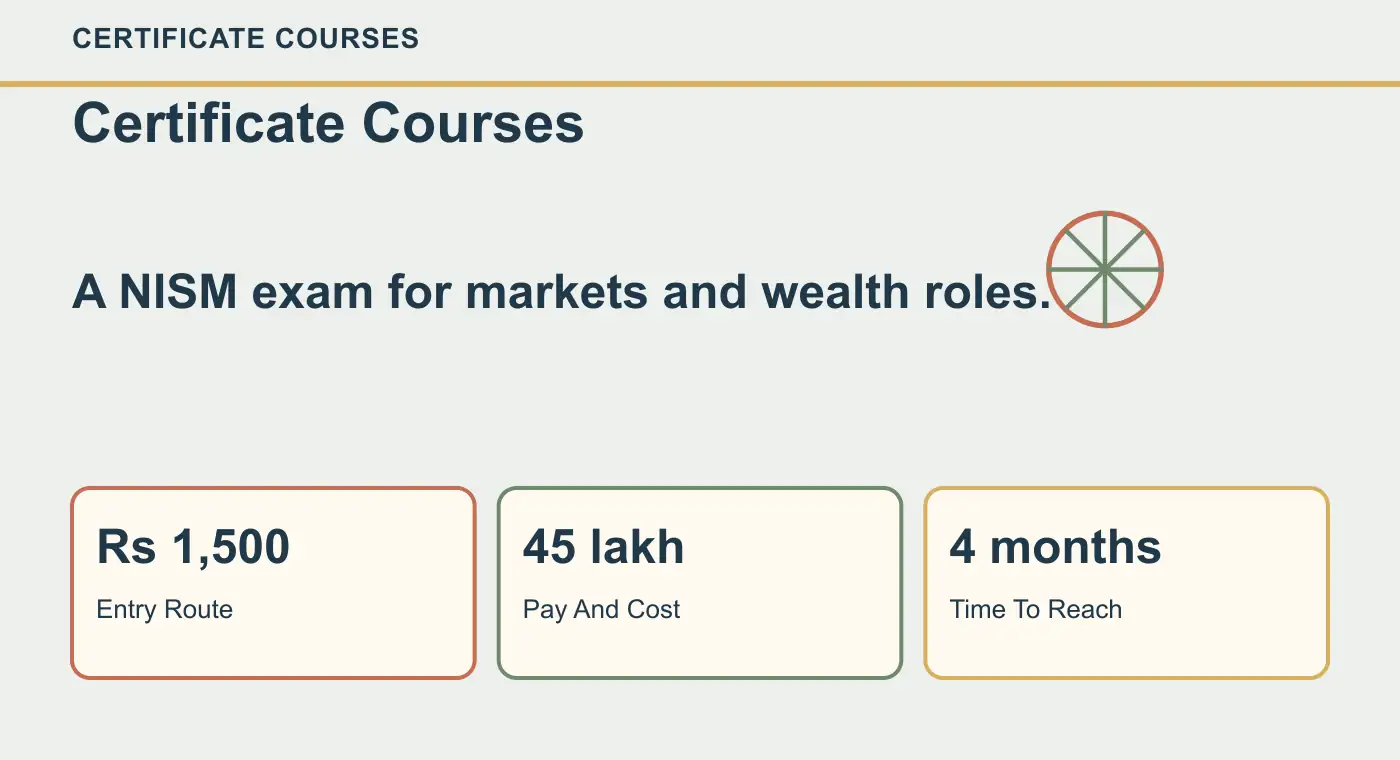 CERTIFICATE COURSES
Certificate Courses
A NISM exam for markets and wealth roles.
Rs 1,500
Entry Route
45 lakh
Pay And Cost
4 months
Time To Reach